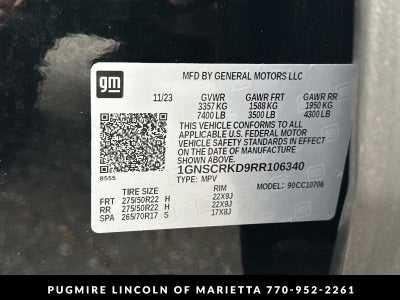 gm
MFD BY GENERAL MOTORS LLC
11/23 GVWR GAWR FRT GAWR RR
3357 KG 1588 KG 1950 KG
7400 LB 3500 LB 4300 LB
THIS VEHICLE CONFORMS TO ALL
APPLICABLE U.S. FEDERAL MOTOR
VEHICLE SAFETY STANDARDS IN
EFFECT ON THE DATE OF MANUFACTURE
SHOWN ABOVE.
1GNSCRKD9RR106340
TYPE: MPV MODEL: 90CC10706
8555
TIRE SIZE RIM
FRT 275/50R22 H 22X9J
RR 275/50R22 H 22X9J
SPA 265/70R17 S 17X8J
PUGMIRE LINCOLN OF MARIETTA 770-952-2261